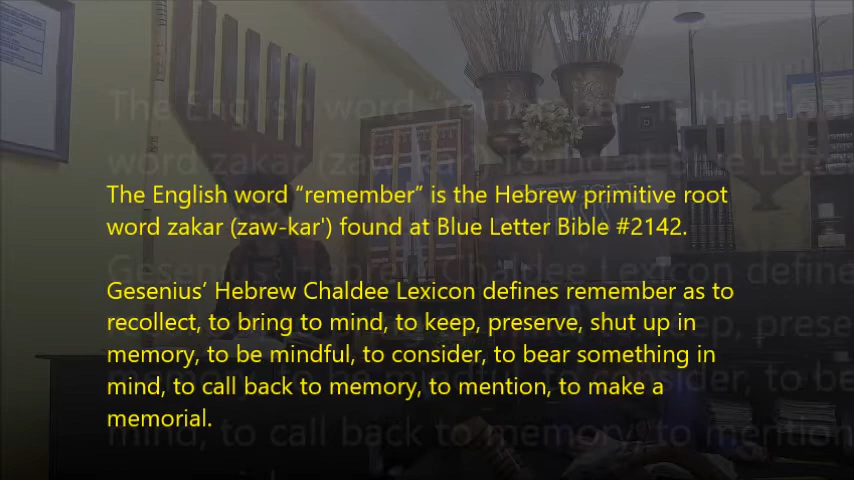 The English word “remember” is the Hebrew primitive root
word zakar (zaw-kar') found at Blue Letter Bible #2142.
Gesenius’ Hebrew Chaldee Lexicon defines remember as to
recollect, to bring to mind, to keep, preserve, shut up in
memory, to be mindful, to consider, to bear something in
mind, to call back to memory, to mention, to make a
memorial.